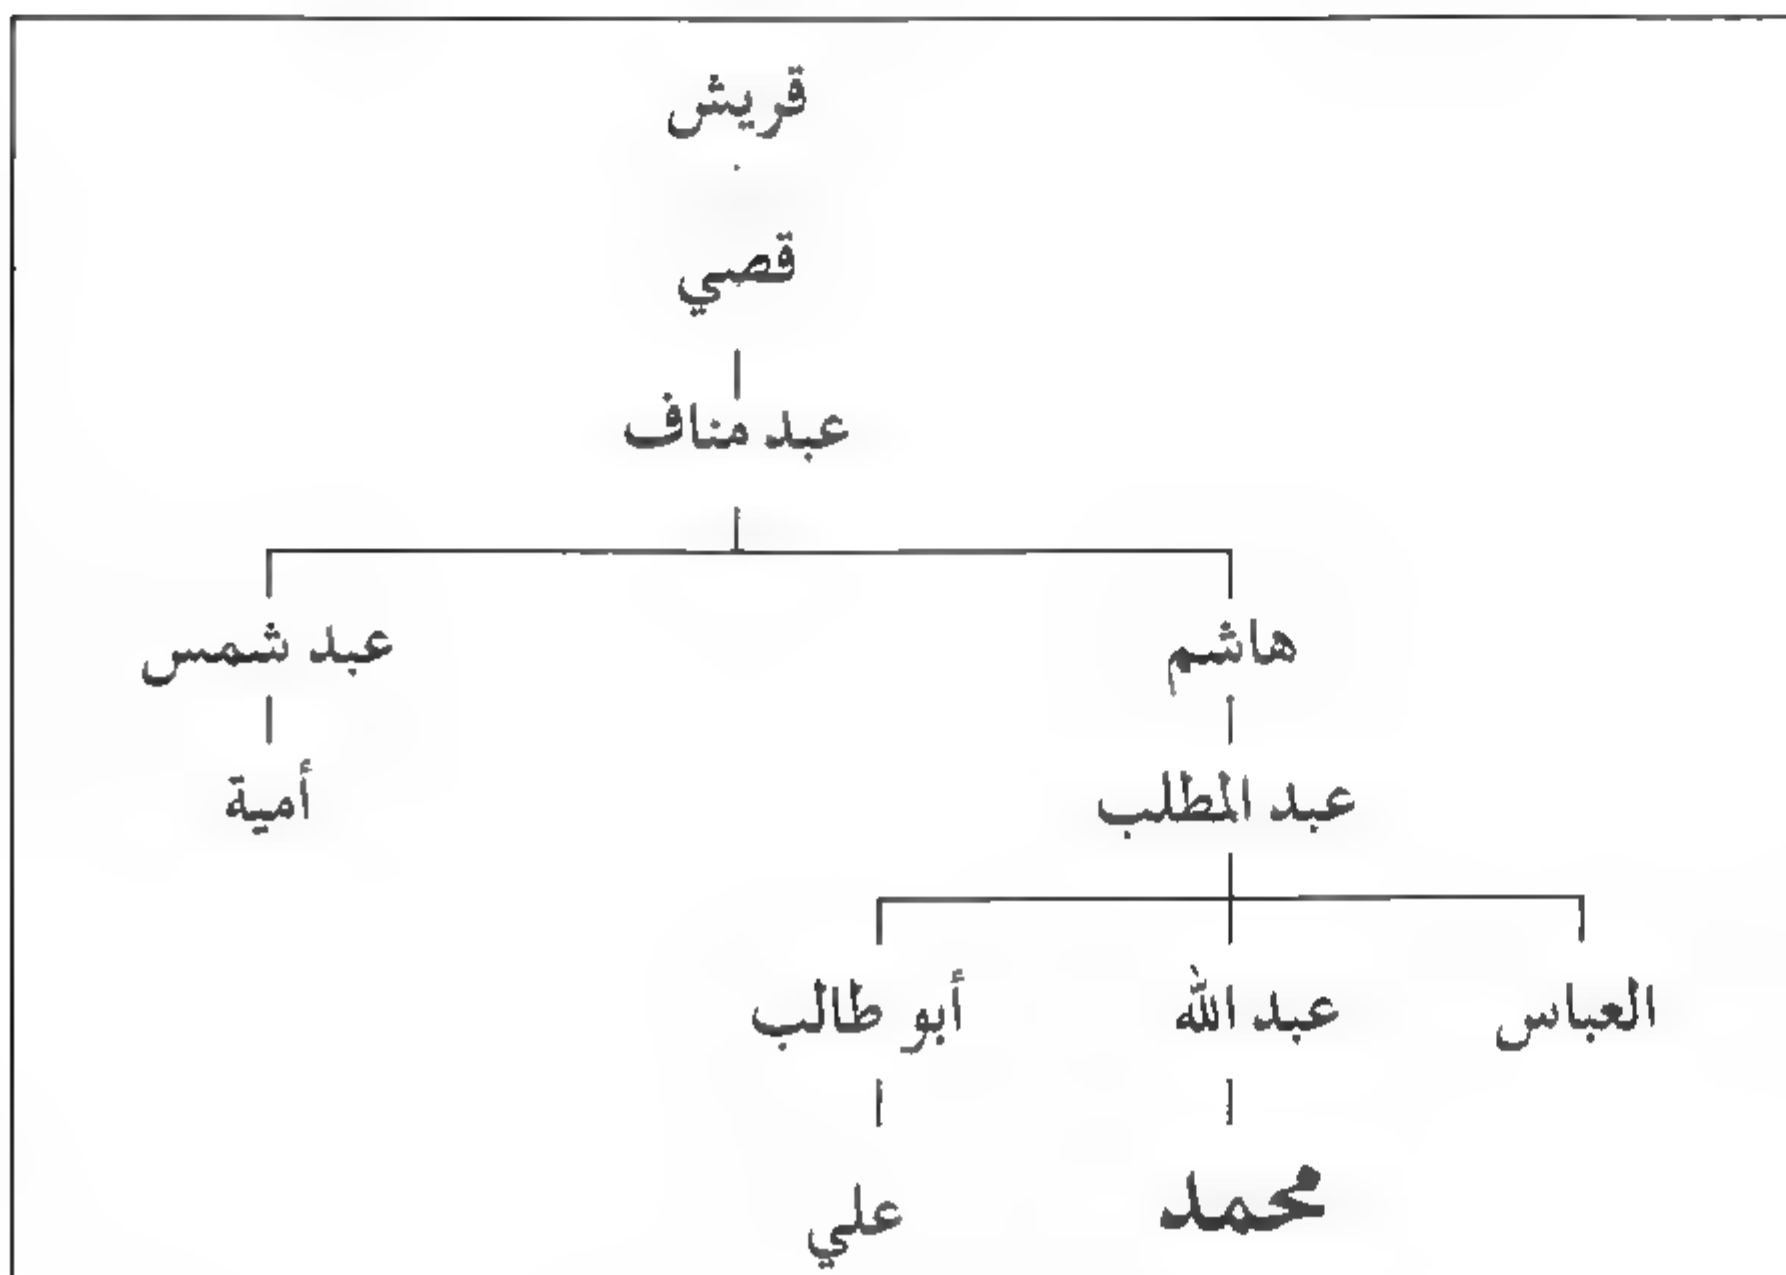 قريش
قصي
عبد مناف
هاشم
عبد شمس
عبد المطلب
أمية
العباس
عبد الله
أبو طالب
محمد
علي